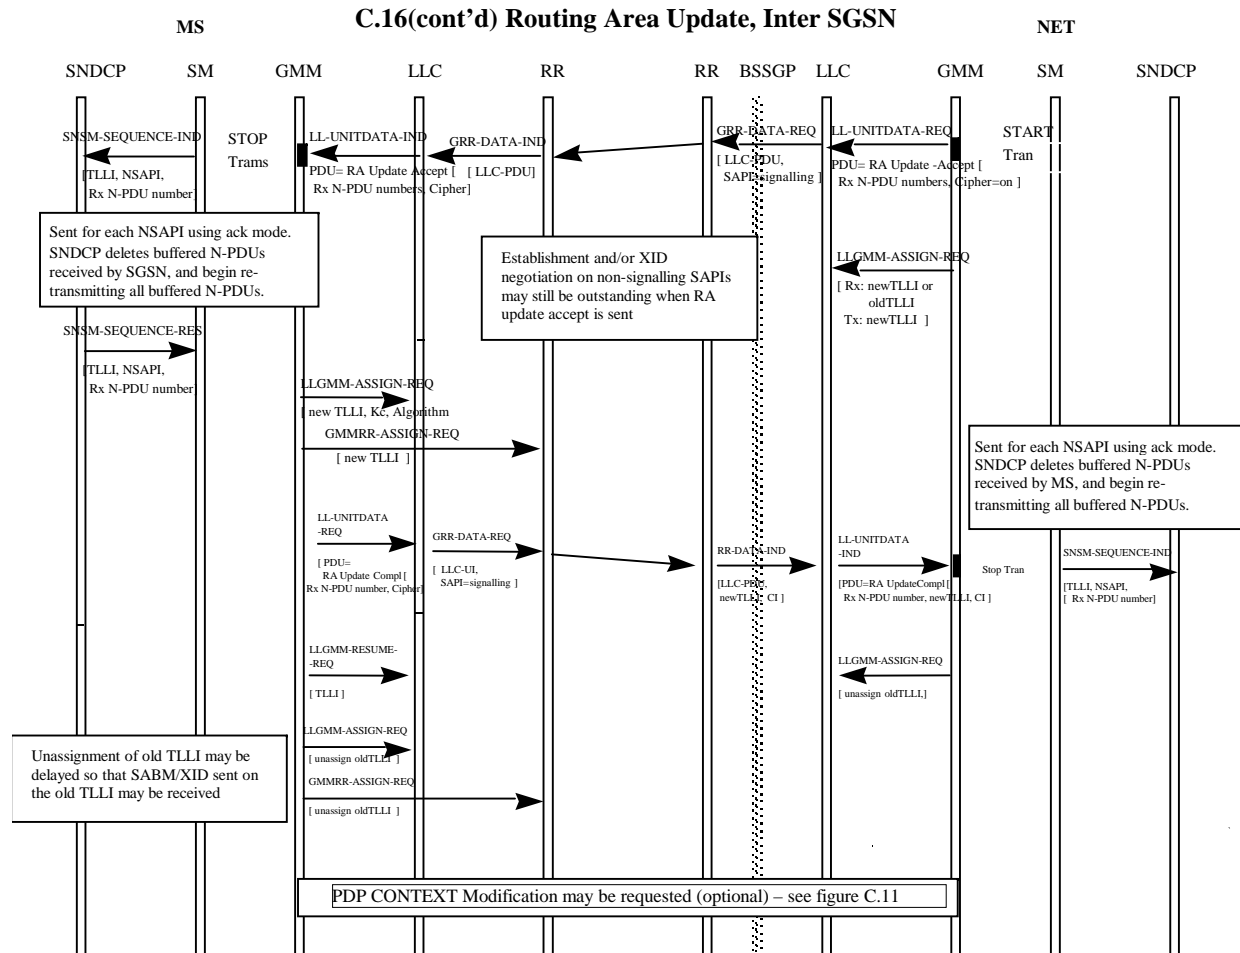 C.16(cont'd) Routing Area Update, Inter SGSN
MS
NET
SNDCP SM GMM LLC RR RR BSSGP LLC GMM SM SNDCP
SNSM-SEQUENCE-IND
[TLLI, NSAPI,
Rx N-PDU number]
STOP
Trams
LL-UNITDATA-IND
PDU= RA Update Accept [
Rx N-PDU numbers, Cipher]
GRR-DATA-IND
[ LLC-PDU]
GRR-DATA-REQ
[ LLC-PDU,
SAPI=signalling ]
LL-UNITDATA-REQ
PDU= RA Update -Accept [
Rx N-PDU numbers, Cipher=on ]
START
Tran
Sent for each NSAPI using ack mode.
SNDCP deletes buffered N-PDUs
received by SGSN, and begin re-
transmitting all buffered N-PDUs.
Establishment and/or XID
negotiation on non-signalling SAPIs
may still be outstanding when RA
update accept is sent
LLGMM-ASSIGN-REQ
[ Rx: newTLLI or
oldTLLI
Tx: newTLLI ]
SNSM-SEQUENCE-RES
[TLLI, NSAPI,
Rx N-PDU number]
LLGMM-ASSIGN-REQ
[ new TLLI, Kc, Algorithm
GMMRR-ASSIGN-REQ
[ new TLLI ]
Sent for each NSAPI using ack mode.
SNDCP deletes buffered N-PDUs
received by MS, and begin re-
transmitting all buffered N-PDUs.
LL-UNITDATA
-REQ
[ PDU=
RA Update Compl [
Rx N-PDU number, Cipher]
GRR-DATA-REQ
[ LLC-UI,
SAPI=signalling ]
RR-DATA-IND
[LLC-PDU,
newTLLI, CI ]
LL-UNITDATA
-IND
[PDU=RA UpdateCompl [
Rx N-PDU number, newTLLI, CI ]
Stop Tran
SNSM-SEQUENCE-IND
[TLLI, NSAPI,
[ Rx N-PDU number]
LLGMM-RESUME-
-REQ
[ TLLI ]
LLGMM-ASSIGN-REQ
[ unassign oldTLLI,]
LLGMM-ASSIGN-REQ
[ unassign oldTLLI ]
Unassignment of old TLLI may be
delayed so that SABM/XID sent on
the old TLLI may be received
GMMRR-ASSIGN-REQ
[ unassign oldTLLI ]
PDP CONTEXT Modification may be requested (optional) – see figure C.11